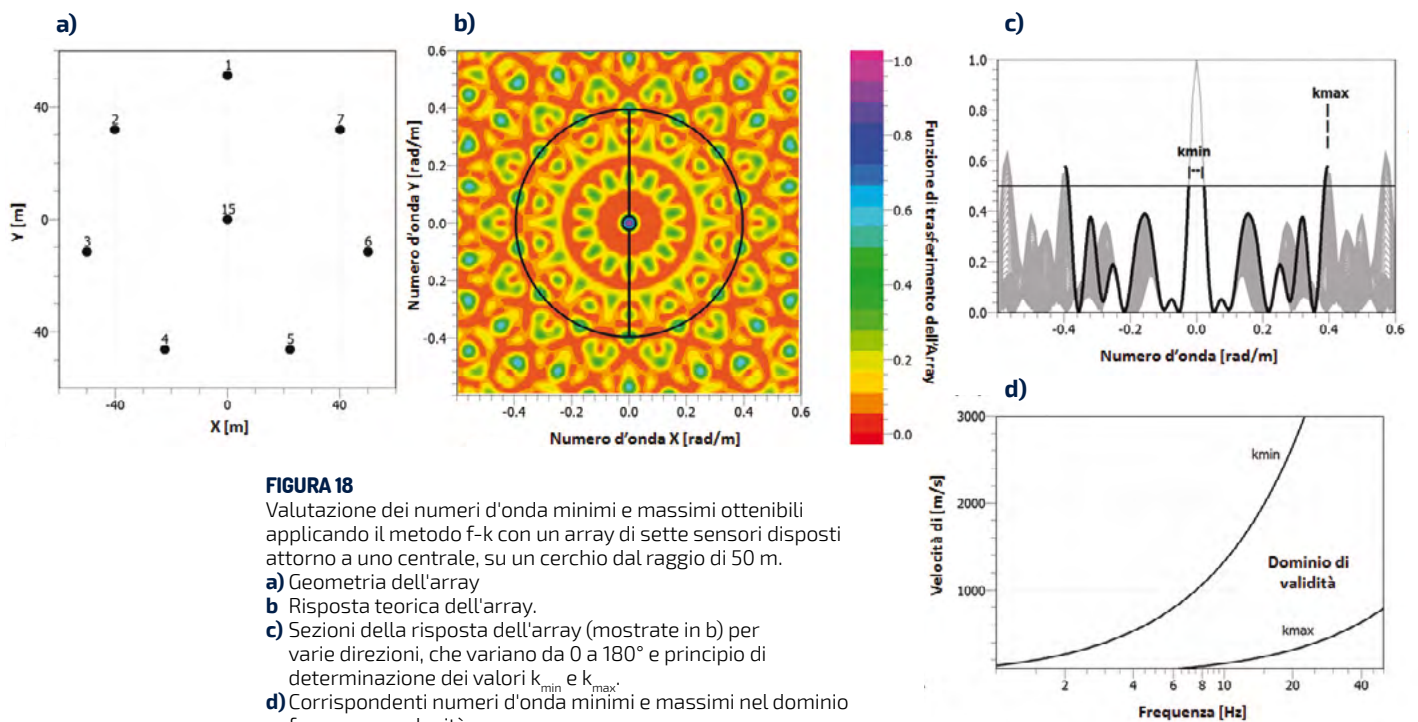 a)
1
2
7
15
3
6
4
5
40
0
-40
-40
0
40
Y [m]
X [m]
b)
0.6
0.4
0.2
0.0
-0.2
-0.4
-0.4
-0.2
0.0
0.2
0.4
0.6
Numero d'onda Y [rad/m]
Numero d'onda X [rad/m]
1.0
0.8
0.6
0.4
0.2
0.0
Funzione di trasferimento dell'Array
c)
1.0
0.8
0.6
0.4
0.2
0.0
kmin
kmax
-0.4
-0.2
0.0
0.2
0.4
0.6
Numero d'onda [rad/m]
d)
3000
2000
1000
Velocità di [m/s]
kmin
Dominio di
validità
kmax
2
4
6
8
10
20
40
Frequenza [Hz]
FIGURA 18
Valutazione dei numeri d'onda minimi e massimi ottenibili
applicando il metodo f-k con un array di sette sensori disposti
attorno a uno centrale, su un cerchio dal raggio di 50 m.
a) Geometria dell'array
b Risposta teorica dell'array.
c) Sezioni della risposta dell'array (mostrate in b) per
varie direzioni, che variano da 0 a 180° e principio di
determinazione dei valori kmin e kmax.
d) Corrispondenti numeri d'onda minimi e massimi nel dominio